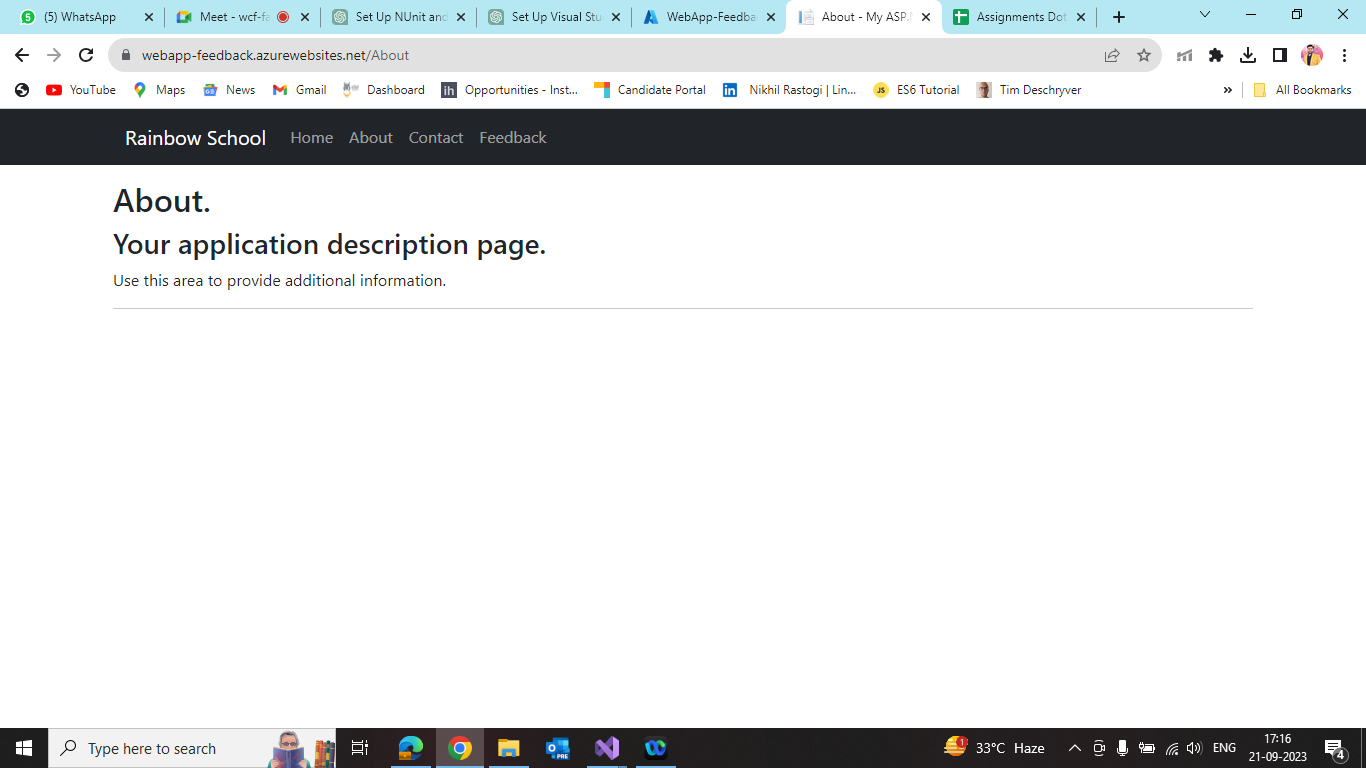 (5) WhatsApp
Meet - wcf-fa
Set Up NUnit and
Set Up Visual Stu
WebApp-Feedba
About - My ASP.
Assignments Dot
webapp-feedback.azurewebsites.net/About
YouTube
Maps
News
Gmail
Dashboard
Opportunities - Inst...
Candidate Portal
Nikhil Rastogi | Lin...
ES6 Tutorial
Tim Deschryver
»
All Bookmarks
Rainbow School
Home
About
Contact
Feedback
About.
Your application description page.
Use this area to provide additional information.
Type here to search
33°C Haze
ENG
17:16
21-09-2023
4